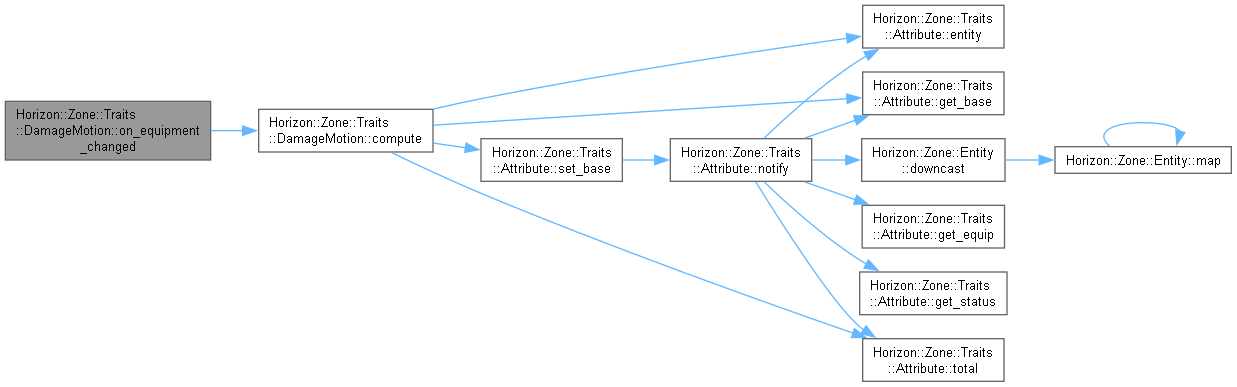 Horizon::Zone::Traits
::DamageMotion::on_equipment
_changed
Horizon::Zone::Traits
::DamageMotion::compute
Horizon::Zone::Traits
::Attribute::entity
Horizon::Zone::Traits
::Attribute::get_base
Horizon::Zone::Traits
::Attribute::set_base
Horizon::Zone::Traits
::Attribute::notify
Horizon::Zone::Entity
::downcast
Horizon::Zone::Entity::map
Horizon::Zone::Traits
::Attribute::get_equip
Horizon::Zone::Traits
::Attribute::get_status
Horizon::Zone::Traits
::Attribute::total